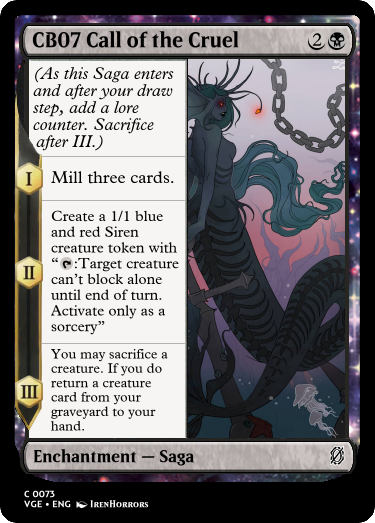 CB07 Call of the Cruel 2
(As this Saga enters
and after your draw
step, add a lore
counter. Sacrifice
after III.)
I
Mill three cards.
II
Create a 1/1 blue
and red Siren
creature token with
“:Target creature
can’t block alone
until end of turn.
Activate only as a
sorcery”
III
You may sacrifice a
creature. If you do
return a creature
card from your
graveyard to your
hand.
Enchantment — Saga
C 0073
VGE • ENG IrenHorrors